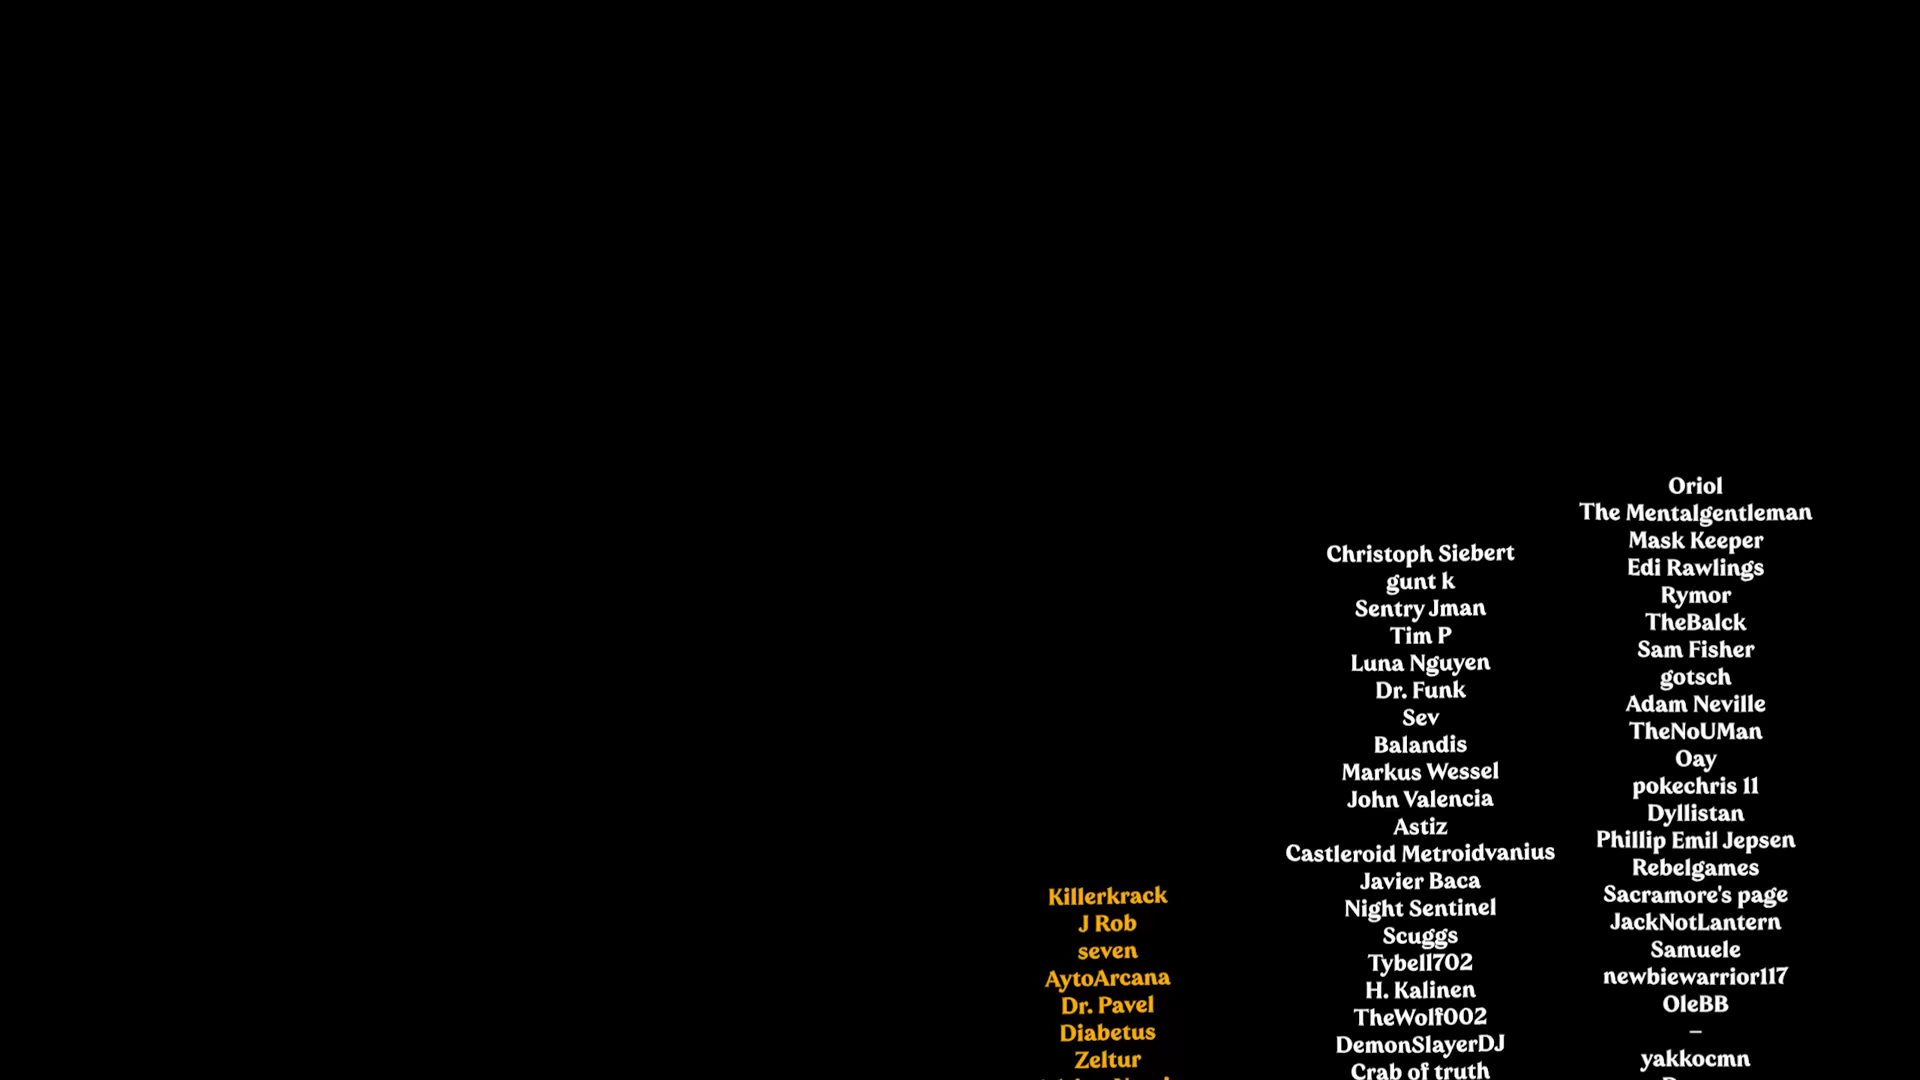 Killerkrack
J Rob
seven
AytoArcana
Dr. Pavel
Diabetus
Zeltur
Christoph Siebert
gunt k
Sentry Jman
Tim P
Luna Nguyen
Dr. Funk
Sev
Balandis
Markus Wessel
John Valencia
Astiz
Castleroid Metroidvanius
Javier Baca
Night Sentinel
Scuggs
Tybell702
H. Kalinen
TheWolf002
DemonSlayerDJ
Crab of truth
Oriol
The Mentalgentleman
Mask Keeper
Edi Rawlings
Rymor
TheBalck
Sam Fisher
gotsch
Adam Neville
TheNoUMan
Oay
pokechris 11
Dyllistan
Phillip Emil Jepsen
Rebelgames
Sacramore's page
JackNotLantern
Samuele
newbiewarrior117
OleBB
_
yakkocmn